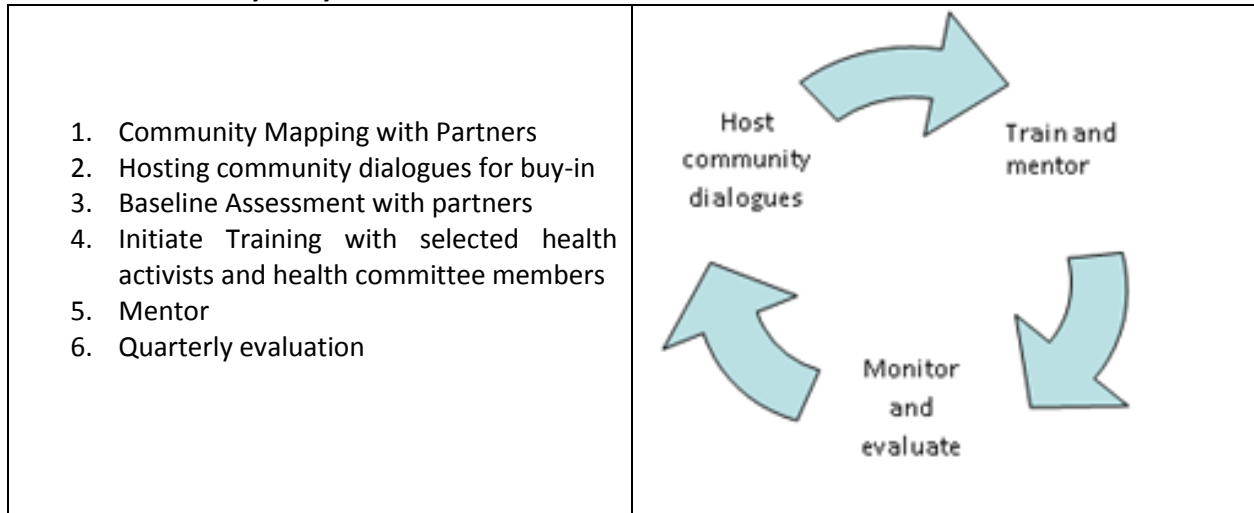 1. Community Mapping with Partners
2. Hosting community dialogues for buy-in
3. Baseline Assessment with partners
4. Initiate Training with selected health
activists and health committee members
5. Mentor
6. Quarterly evaluation
Host
community
dialogues
Train and
mentor
Monitor
and
evaluate